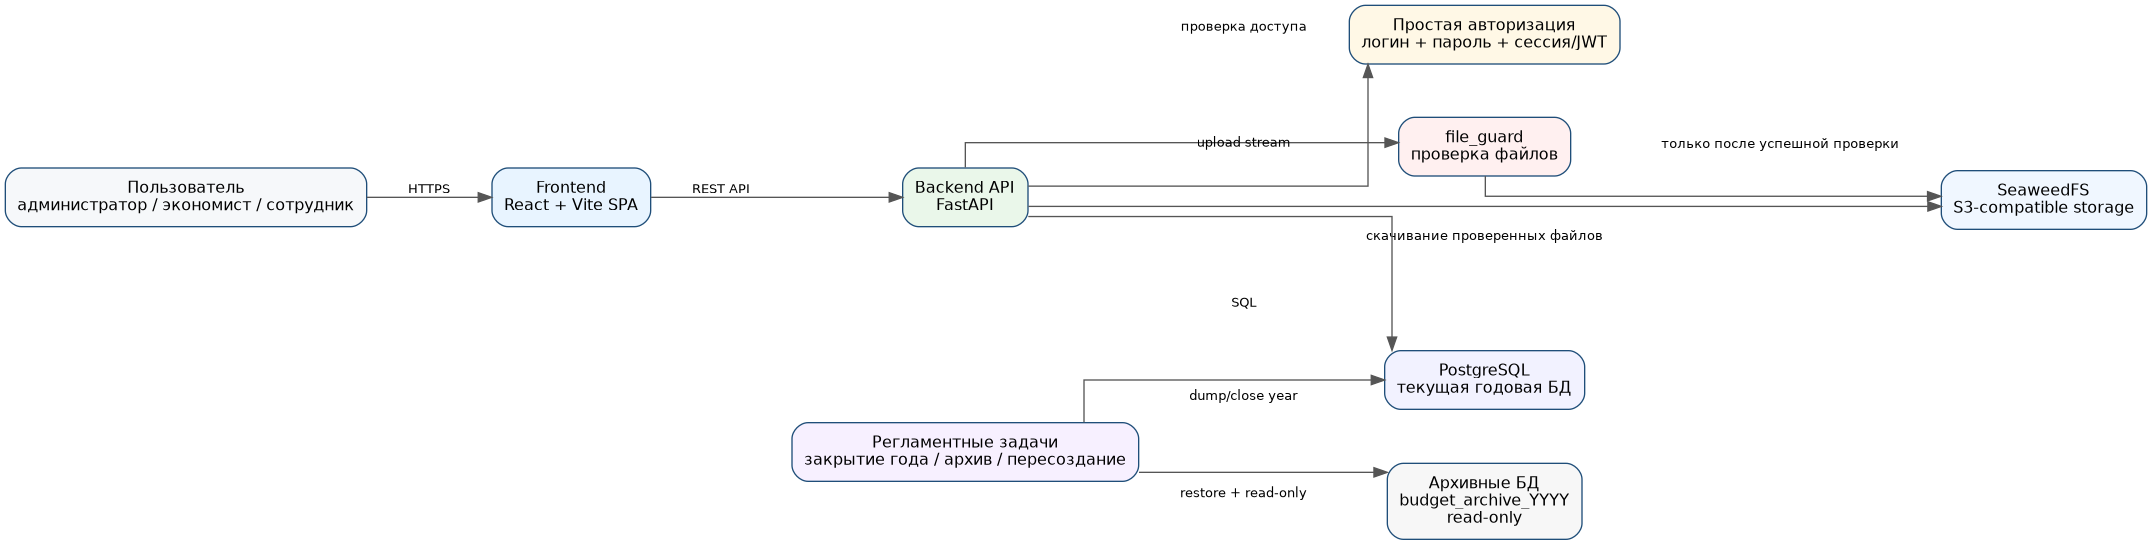 проверка доступа
Простая авторизация
логин + пароль + сессия/JWT
upload stream
file_guard
проверка файлов
только после успешной проверки
Пользователь
администратор / экономист / сотрудник
HTTPS
Frontend
React + Vite SPA
REST API
Backend API
FastAPI
SeaweedFS
S3-compatible storage
скачивание проверенных файлов
SQL
PostgreSQL
текущая годовая БД
dump/close year
Регламентные задачи
закрытие года / архив / пересоздание
restore + read-only
Архивные БД
budget_archive_YYYY
read-only